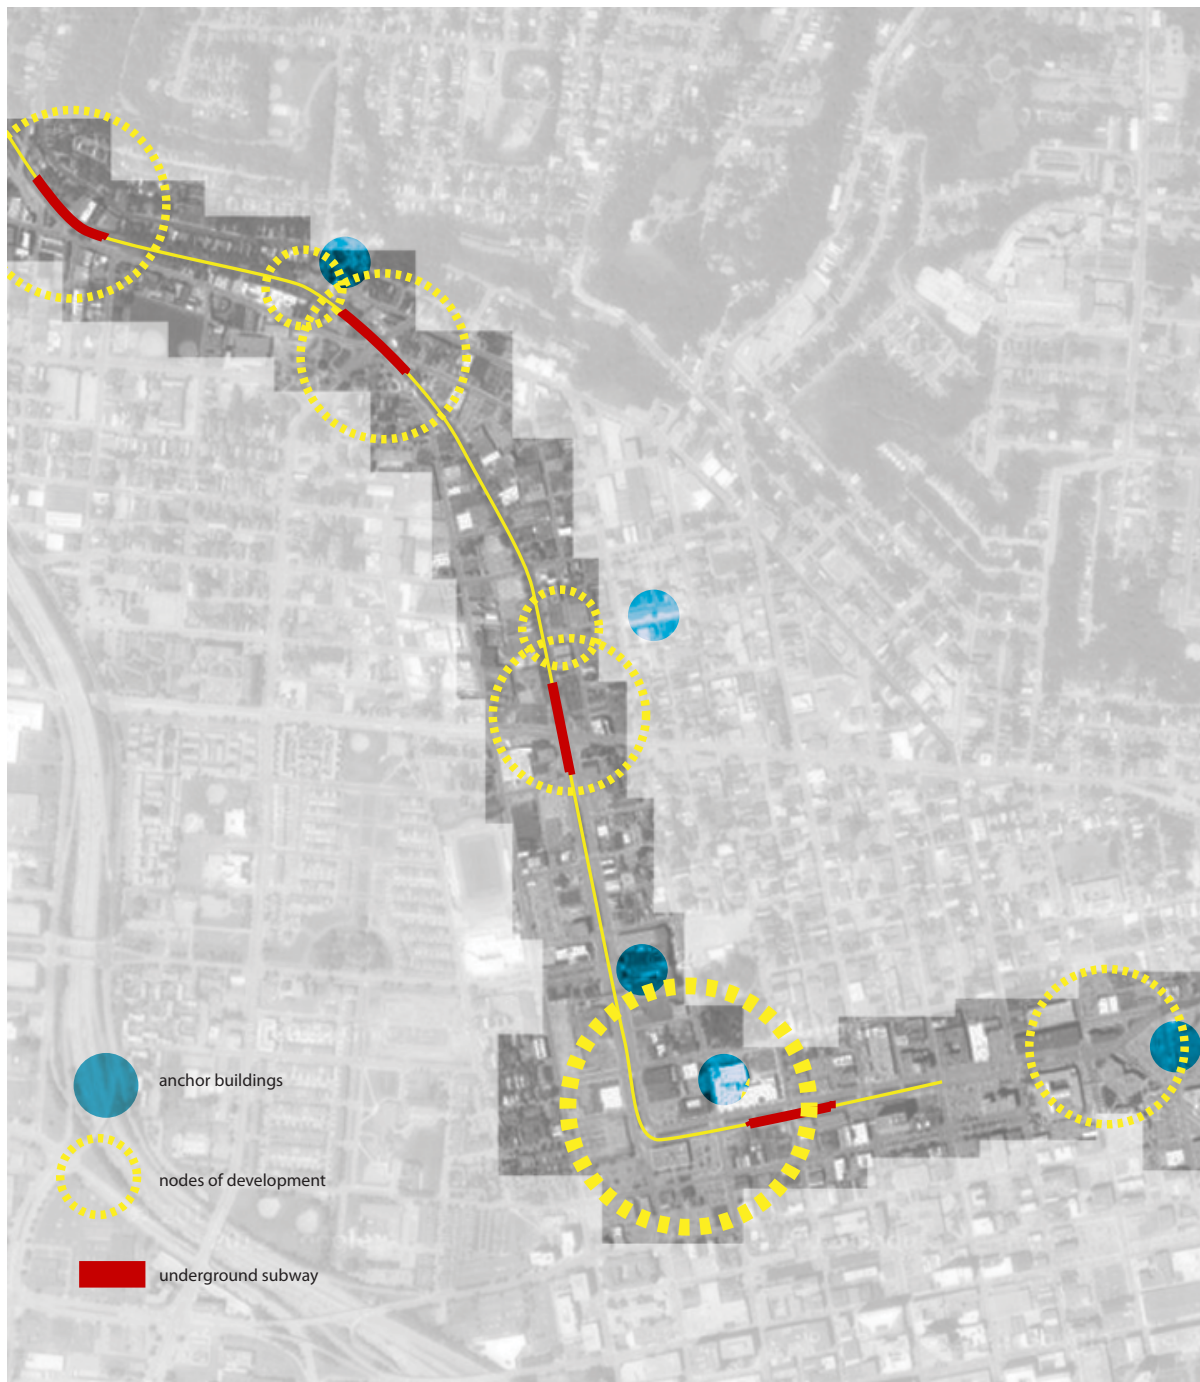 anchor buildings
nodes of development
underground subway